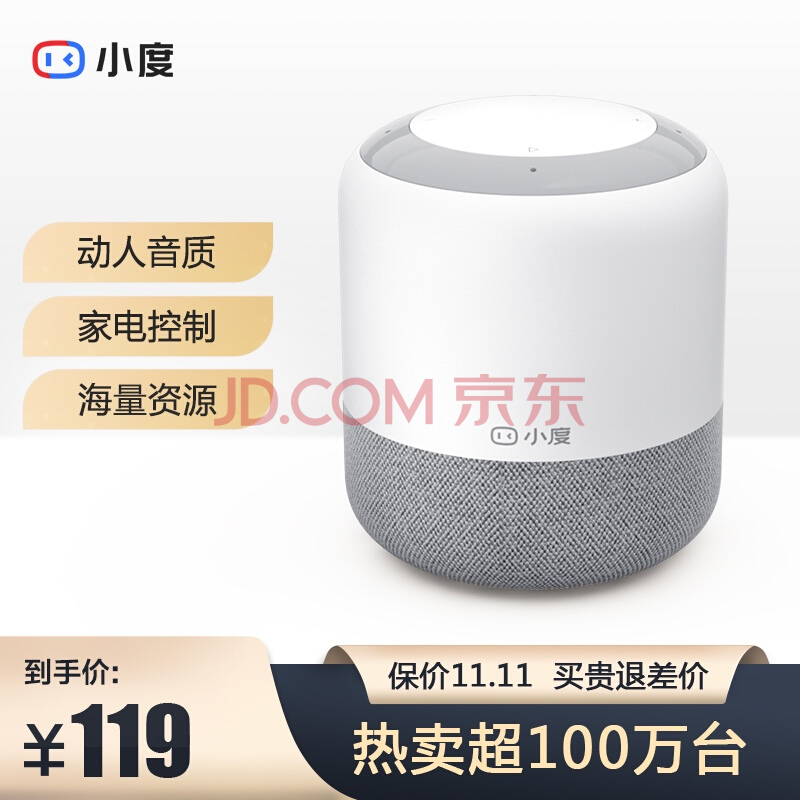 小度
动人音质
家电控制
海量资源
JD.COM 京东
小度
到手价:
¥119
保价11.11 买贵退差价
热卖超100万台